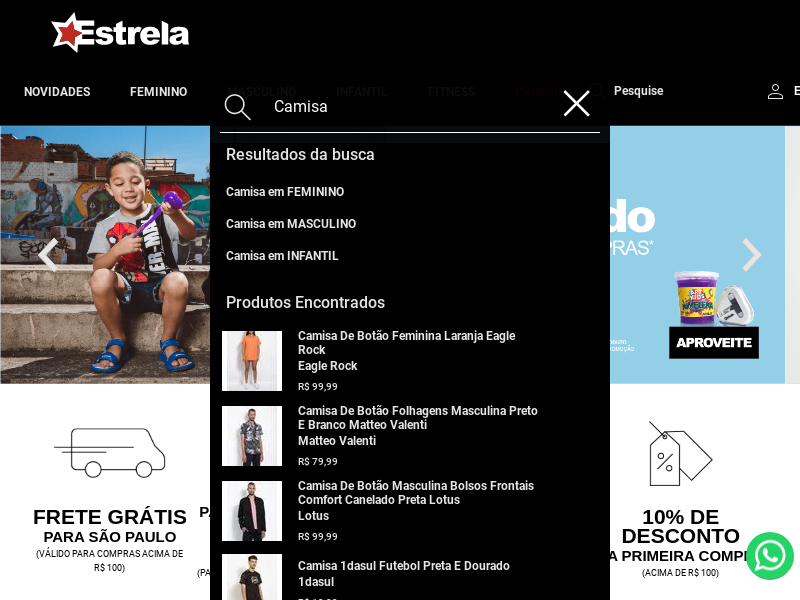 Estrela
NOVIDADES
FEMININO
MASCULINO
INFANTIL
FITNESS
Pesquise
E
Camisa
Resultados da busca
Camisa em FEMININO
Camisa em MASCULINO
Camisa em INFANTIL
Produtos Encontrados
Camisa De Botão Feminina Laranja Eagle
Rock
Eagle Rock
R$ 99,99
Camisa De Botão Folhagens Masculina Preto
E Branco Matteo Valenti
Matteo Valenti
R$ 79,99
Camisa De Botão Masculina Bolsos Frontais
Comfort Canelado Preta Lotus
Lotus
R$ 99,99
Camisa 1dasul Futebol Preta E Dourado
1dasul
do
PRAS*
APROVEITE
FRETE GRÁTIS
PARA SÃO PAULO
(VÁLIDO PARA COMPRAS ACIMA DE
R$ 100)
P
(PA
10% DE
DESCONTO
A PRIMEIRA COMP
(ACIMA DE R$ 100)